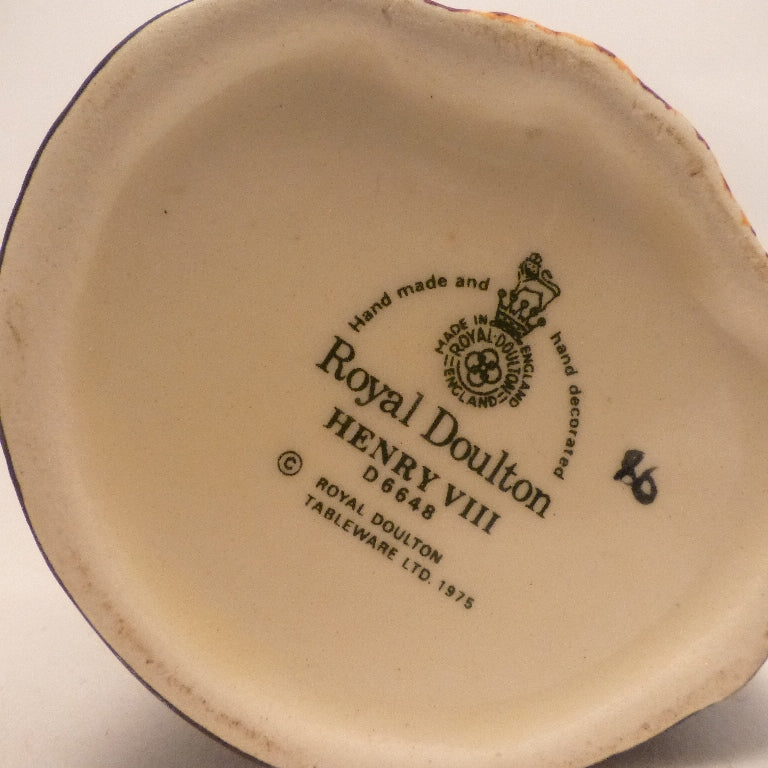 Hand made and hand decorated
MADE IN ENGLAND
ROYAL·DOULTON
ENGLAND
Royal Doulton
HENRY VIII
D 6648
© ROYAL DOULTON
TABLEWARE LTD. 1975